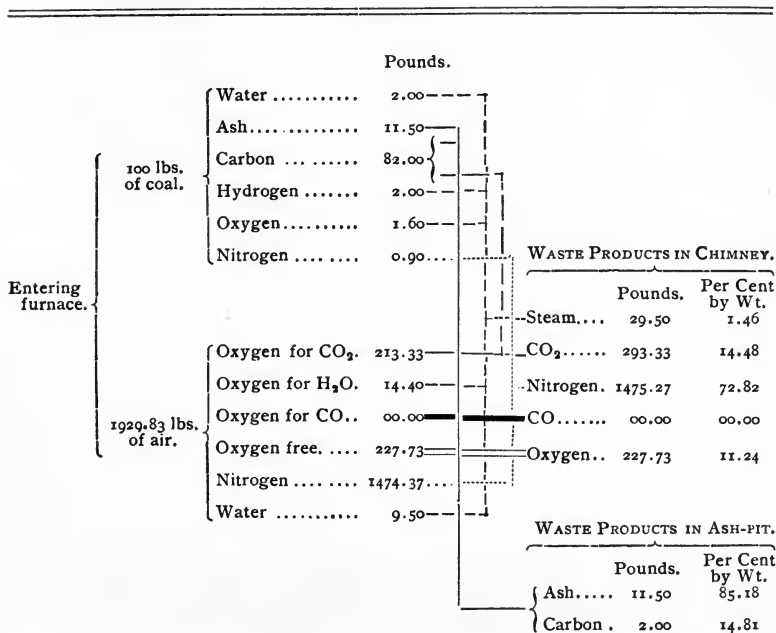 Pounds.
Water ........... 2.00
Ash.... .......... 11.50
Carbon ... ...... 82.00
Hydrogen ....... 2.00
Oxygen.......... 1.60
Nitrogen .... .... 0.90
100 lbs.
of coal.
Entering
furnace.
1929.83 lbs.
of air.
Oxygen for CO₂. 213.33
Oxygen for H₂O. 14.40
Oxygen for CO.. 00.00
Oxygen free. .... 227.73
Nitrogen .... .... 1474.37
Water ........... 9.50
WASTE PRODUCTS IN CHIMNEY.
Pounds. Per Cent
by Wt.
Steam.... 29.50 1.46
CO₂...... 293.33 14.48
Nitrogen. 1475.27 72.82
CO....... 00.00 00.00
Oxygen.. 227.73 11.24
WASTE PRODUCTS IN ASH-PIT.
Pounds. Per Cent
by Wt.
Ash..... 11.50 85.18
Carbon . 2.00 14.81